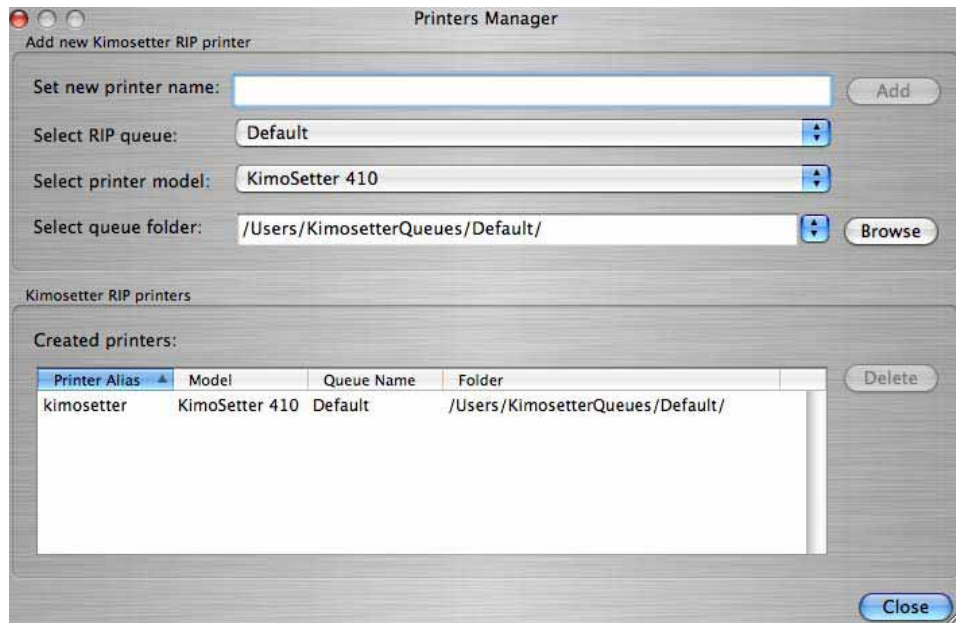 Printers Manager
Add new Kimosetter RIP printer
Set new printer name:
Add
Select RIP queue:
Default
Select printer model:
KimoSetter 410
Select queue folder:
/Users/KimosetterQueues/Default/
Browse
Kimosetter RIP printers
Created printers:
Printer Alias Model Queue Name Folder
Delete
kimosetter KimoSetter 410 Default /Users/KimosetterQueues/Default/
Close